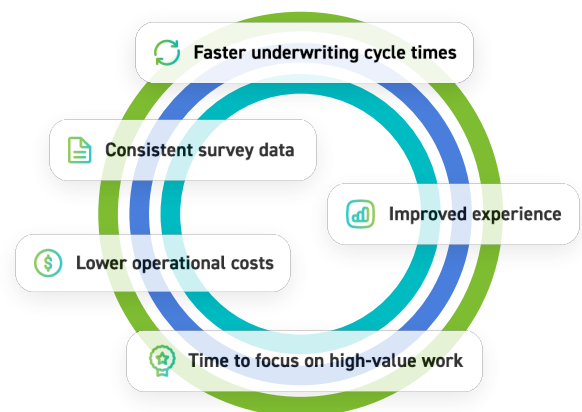 Faster underwriting cycle times
Consistent survey data
Improved experience
Lower operational costs
Time to focus on high-value work